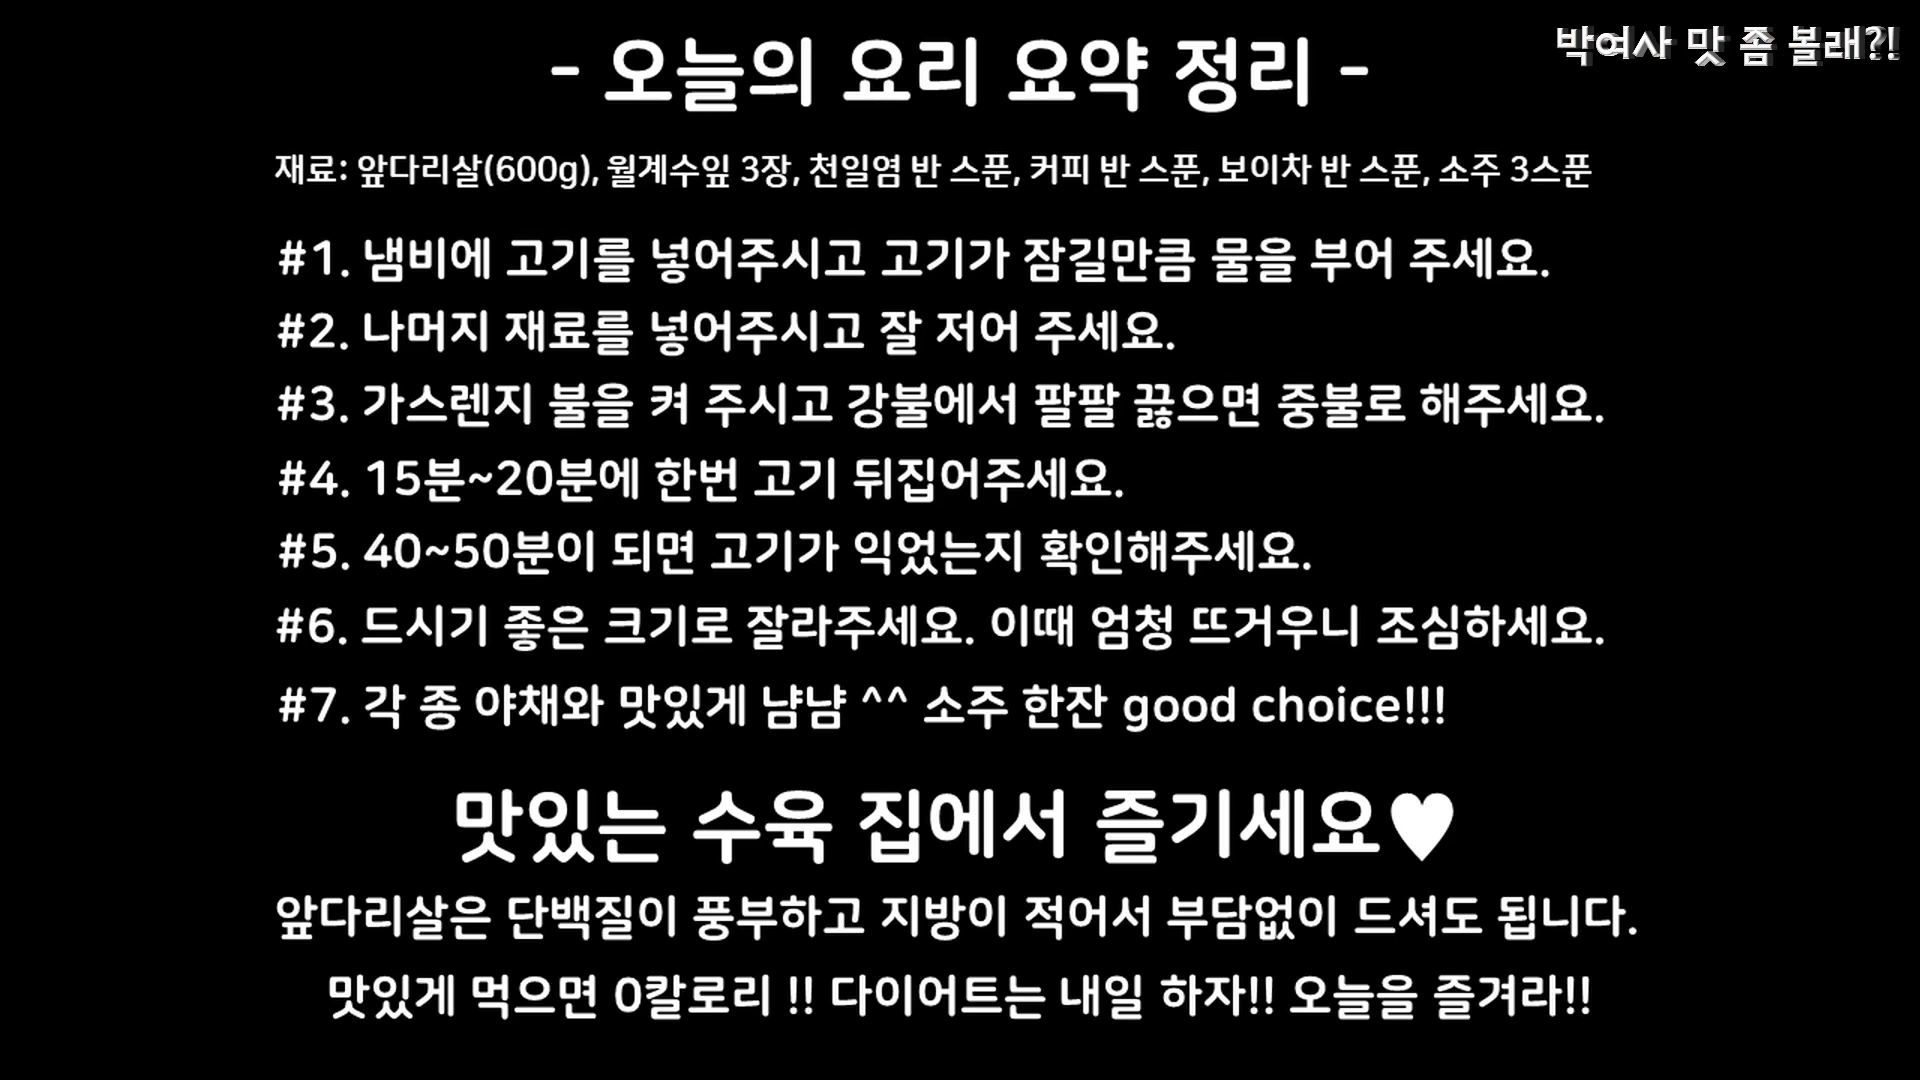 박여사 맛 좀 볼래?!
- 오늘의 요리 요약 정리 -
재료: 앞다리살(600g), 월계수잎 3장, 천일염 반 스푼, 커피 반 스푼, 보이차 반 스푼, 소주 3스푼
#1. 냄비에 고기를 넣어주시고 고기가 잠길만큼 물을 부어 주세요.
#2. 나머지 재료를 넣어주시고 잘 저어 주세요.
#3. 가스렌지 불을 켜 주시고 강불에서 팔팔 끓으면 중불로 해주세요.
#4. 15분~20분에 한번 고기 뒤집어주세요.
#5. 40~50분이 되면 고기가 익었는지 확인해주세요.
#6. 드시기 좋은 크기로 잘라주세요. 이때 엄청 뜨거우니 조심하세요.
#7. 각 종 야채와 맛있게 냠냠 ^^ 소주 한잔 good choice!!!
맛있는 수육 집에서 즐기세요♥
앞다리살은 단백질이 풍부하고 지방이 적어서 부담없이 드셔도 됩니다.
맛있게 먹으면 0칼로리 !! 다이어트는 내일 하자!! 오늘을 즐겨라!!